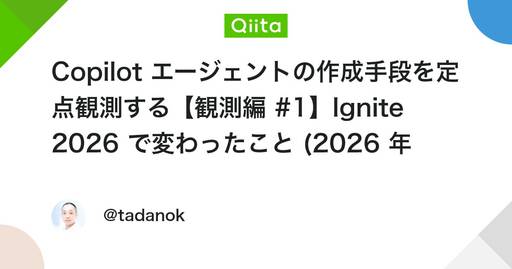 Qiita
Copilot エージェントの作成手段を定
点観測する【観測編 #1】Ignite
2026 で変わったこと (2026 年
@tadanok